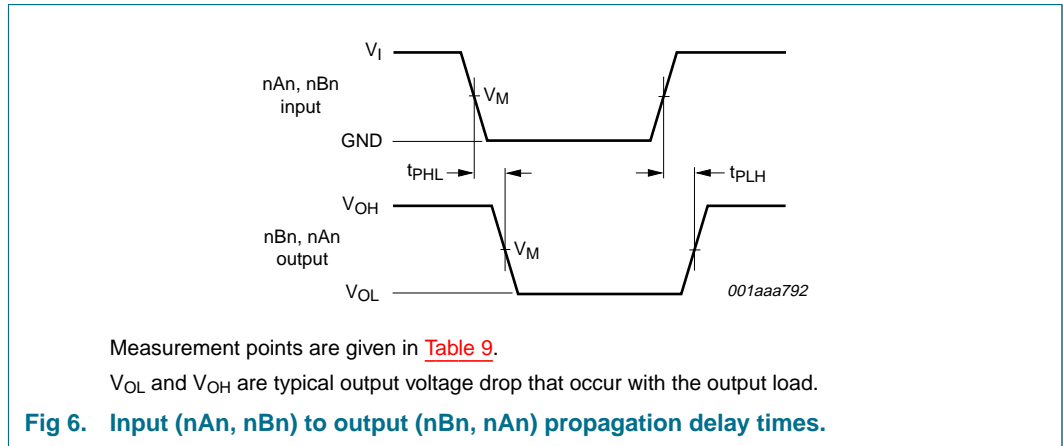 VI
nAn, nBn
input
VM
GND
tPHL
tPLH
VOH
nBn, nAn
output
VM
VOL
001aaa792
Measurement points are given in Table 9.
VOL and VOH are typical output voltage drop that occur with the output load.
Fig 6. Input (nAn, nBn) to output (nBn, nAn) propagation delay times.